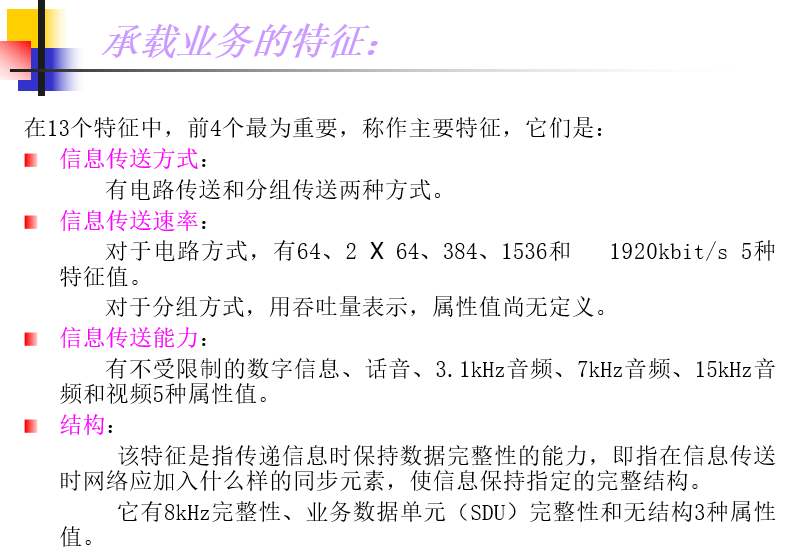 承载业务的特征：
在13个特征中，前4个最为重要，称作主要特征，它们是：
信息传送方式：
有电路传送和分组传送两种方式。
信息传送速率：
对于电路方式，有64、2 X 64、384、1536和 1920kbit/s 5种
特征值。
对于分组方式，用吞吐量表示，属性值尚无定义。
信息传送能力：
有不受限制的数字信息、话音、3.1kHz音频、7kHz音频、15kHz音
频和视频5种属性值。
结构：
该特征是指传递信息时保持数据完整性的能力，即指在信息传送
时网络应加入什么样的同步元素，使信息保持指定的完整结构。
它有8kHz完整性、业务数据单元（SDU）完整性和无结构3种属性
值。